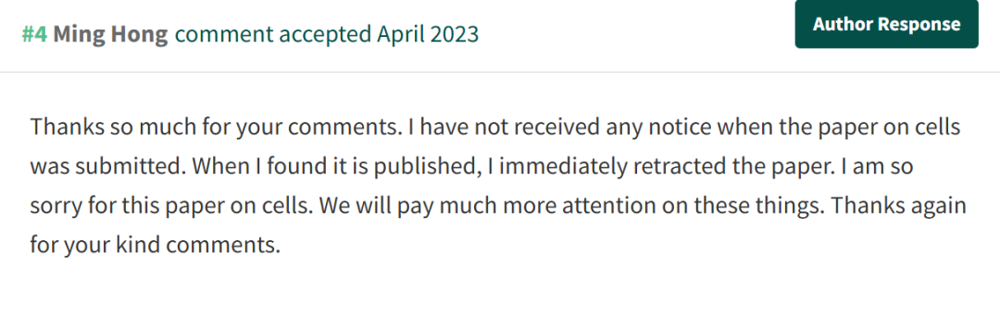 #4 Ming Hong comment accepted April 2023
Author Response
Thanks so much for your comments. I have not received any notice when the paper on cells
was submitted. When I found it is published, I immediately retracted the paper. I am so
sorry for this paper on cells. We will pay much more attention on these things. Thanks again
for your kind comments.